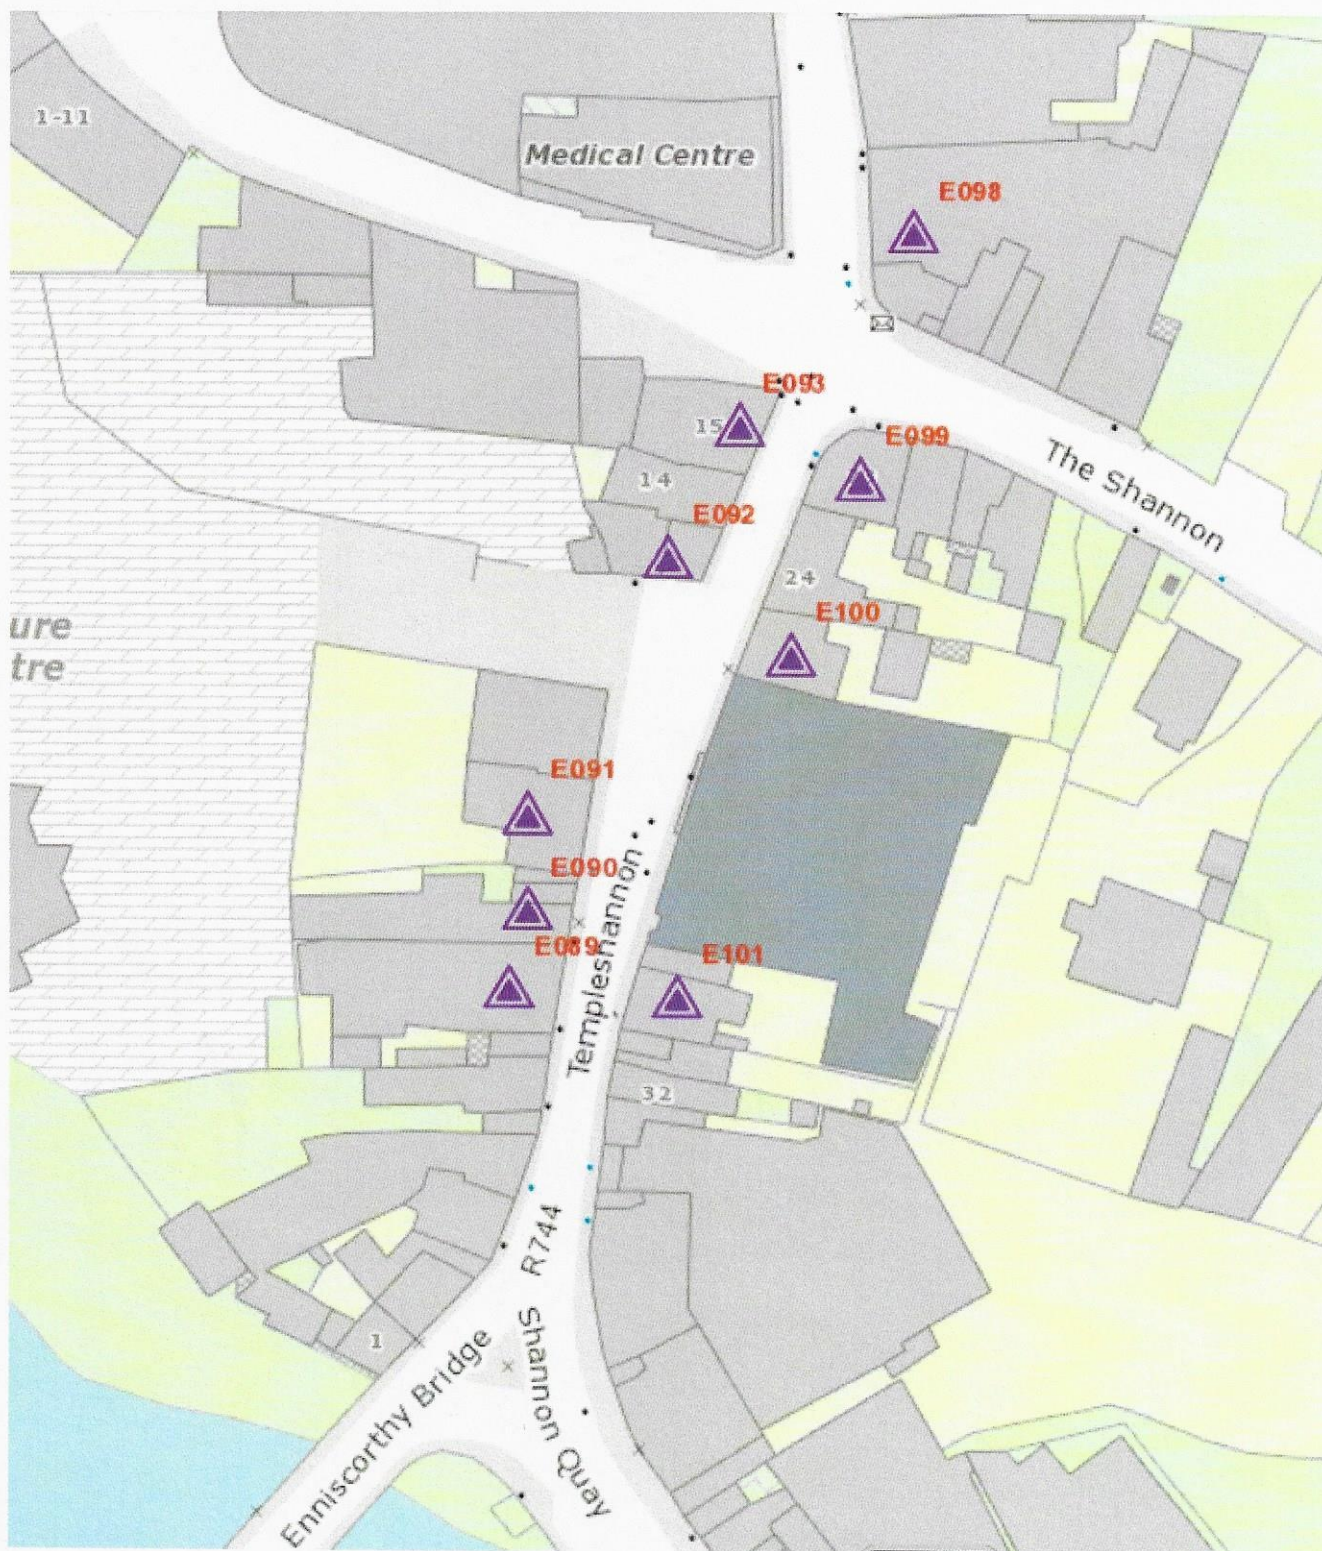 1-11
Medical Centre
E098
E093
15
E099
14
The Shannon
E092
24
E100
ure
tre
E091
E090
E089
Templeshannon
E101
32
R744
1
Enniscorthy Bridge
Shannon Quay